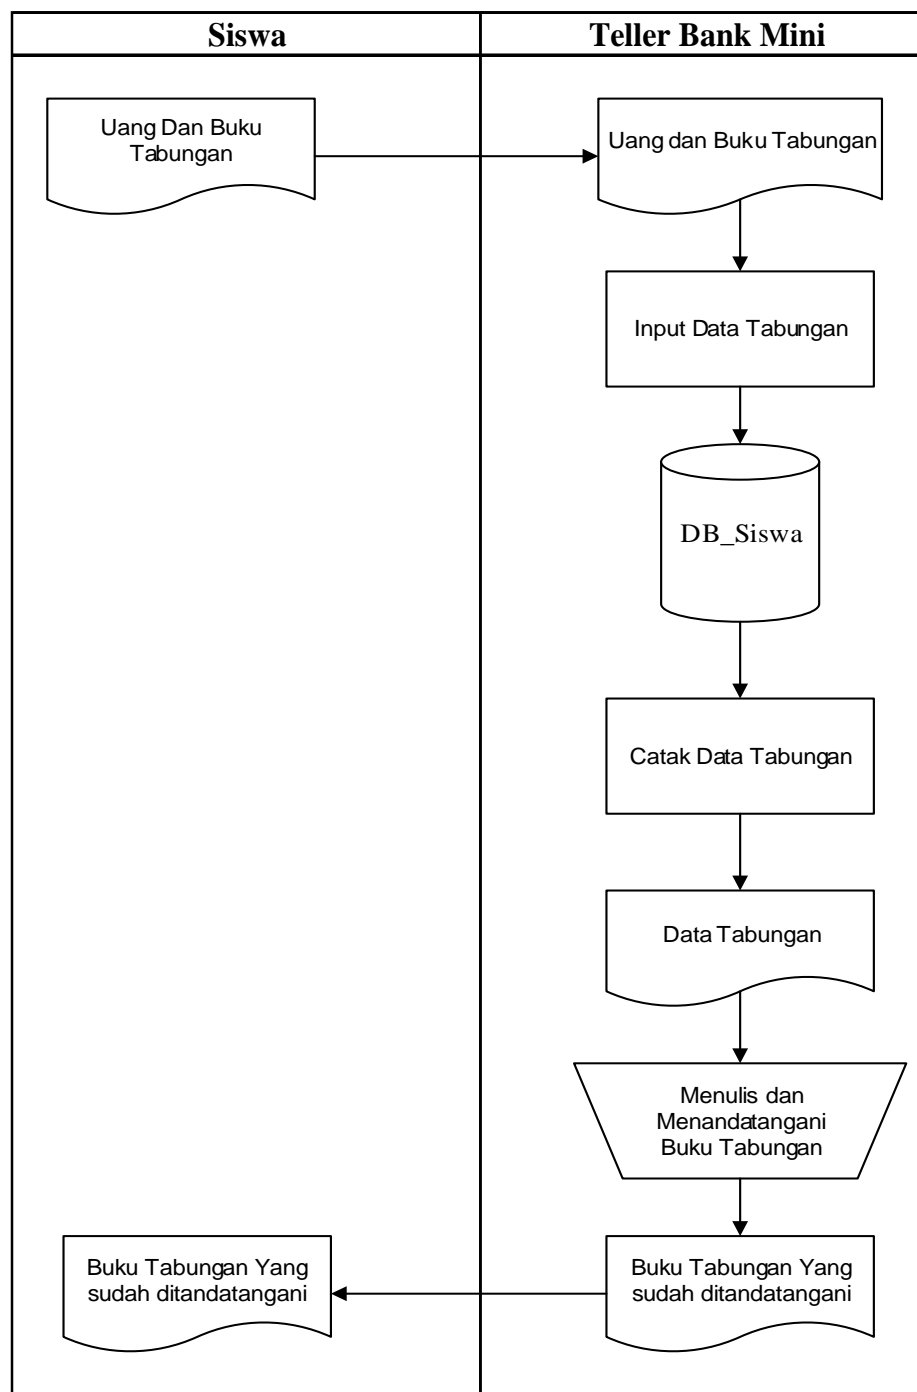 Siswa
Teller Bank Mini
Uang Dan Buku
Tabungan
Uang dan Buku Tabungan
Input Data Tabungan
DB_Siswa
Catak Data Tabungan
Data Tabungan
Menulis dan
Menandatangani
Buku Tabungan
Buku Tabungan Yang
sudah ditandatangani
Buku Tabungan Yang
sudah ditandatangani